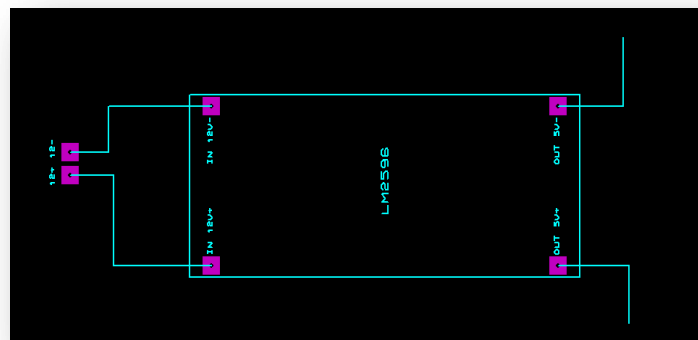 12+ 12-
IN 12V-
IN 12V+
LM2596
OUT 5V-
OUT 5V+